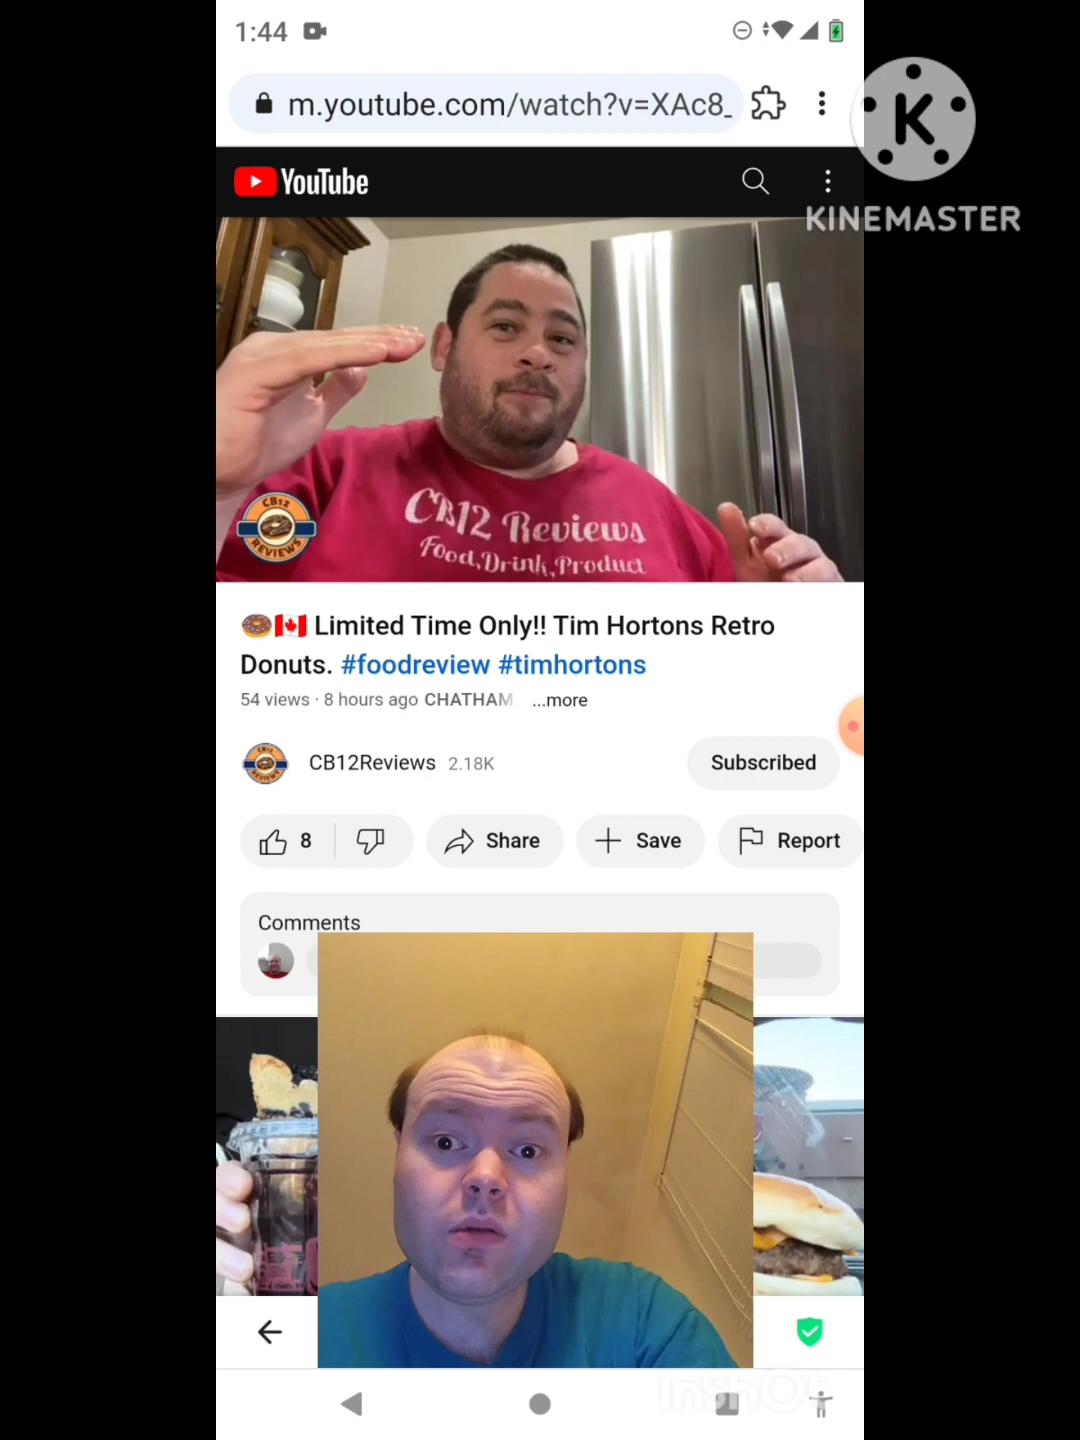 1:44
m.youtube.com/watch?v=XAc8_
K
KINEMASTER
YouTube
CB12 Reviews
Food,Drink,Product
CB12
REVIEWS
🍩🇨🇦 Limited Time Only!! Tim Hortons Retro
Donuts. #foodreview #timhortons
54 views · 8 hours ago CHATHAM ...more
CB12Reviews 2.18K
Subscribed
8
Share
Save
Report
Comments
InShOt